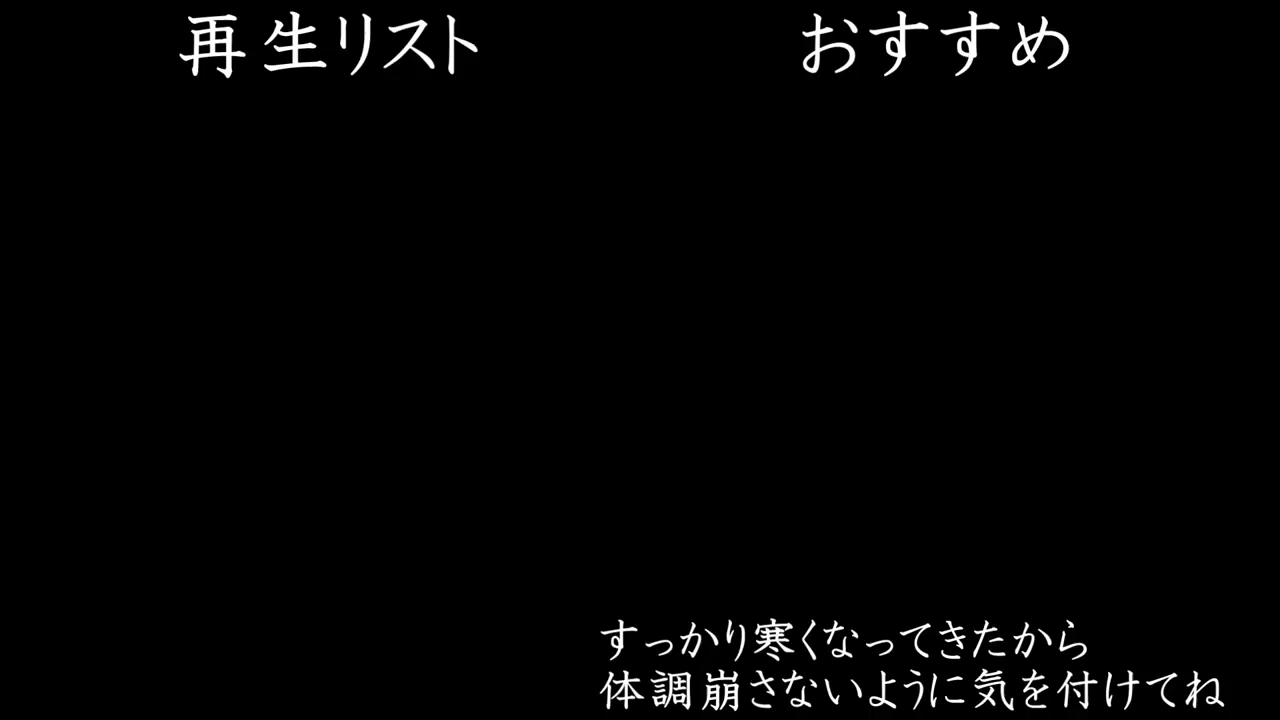 再生リスト
おすすめ
すっかり寒くなってきたから
体調崩さないように気を付けてね